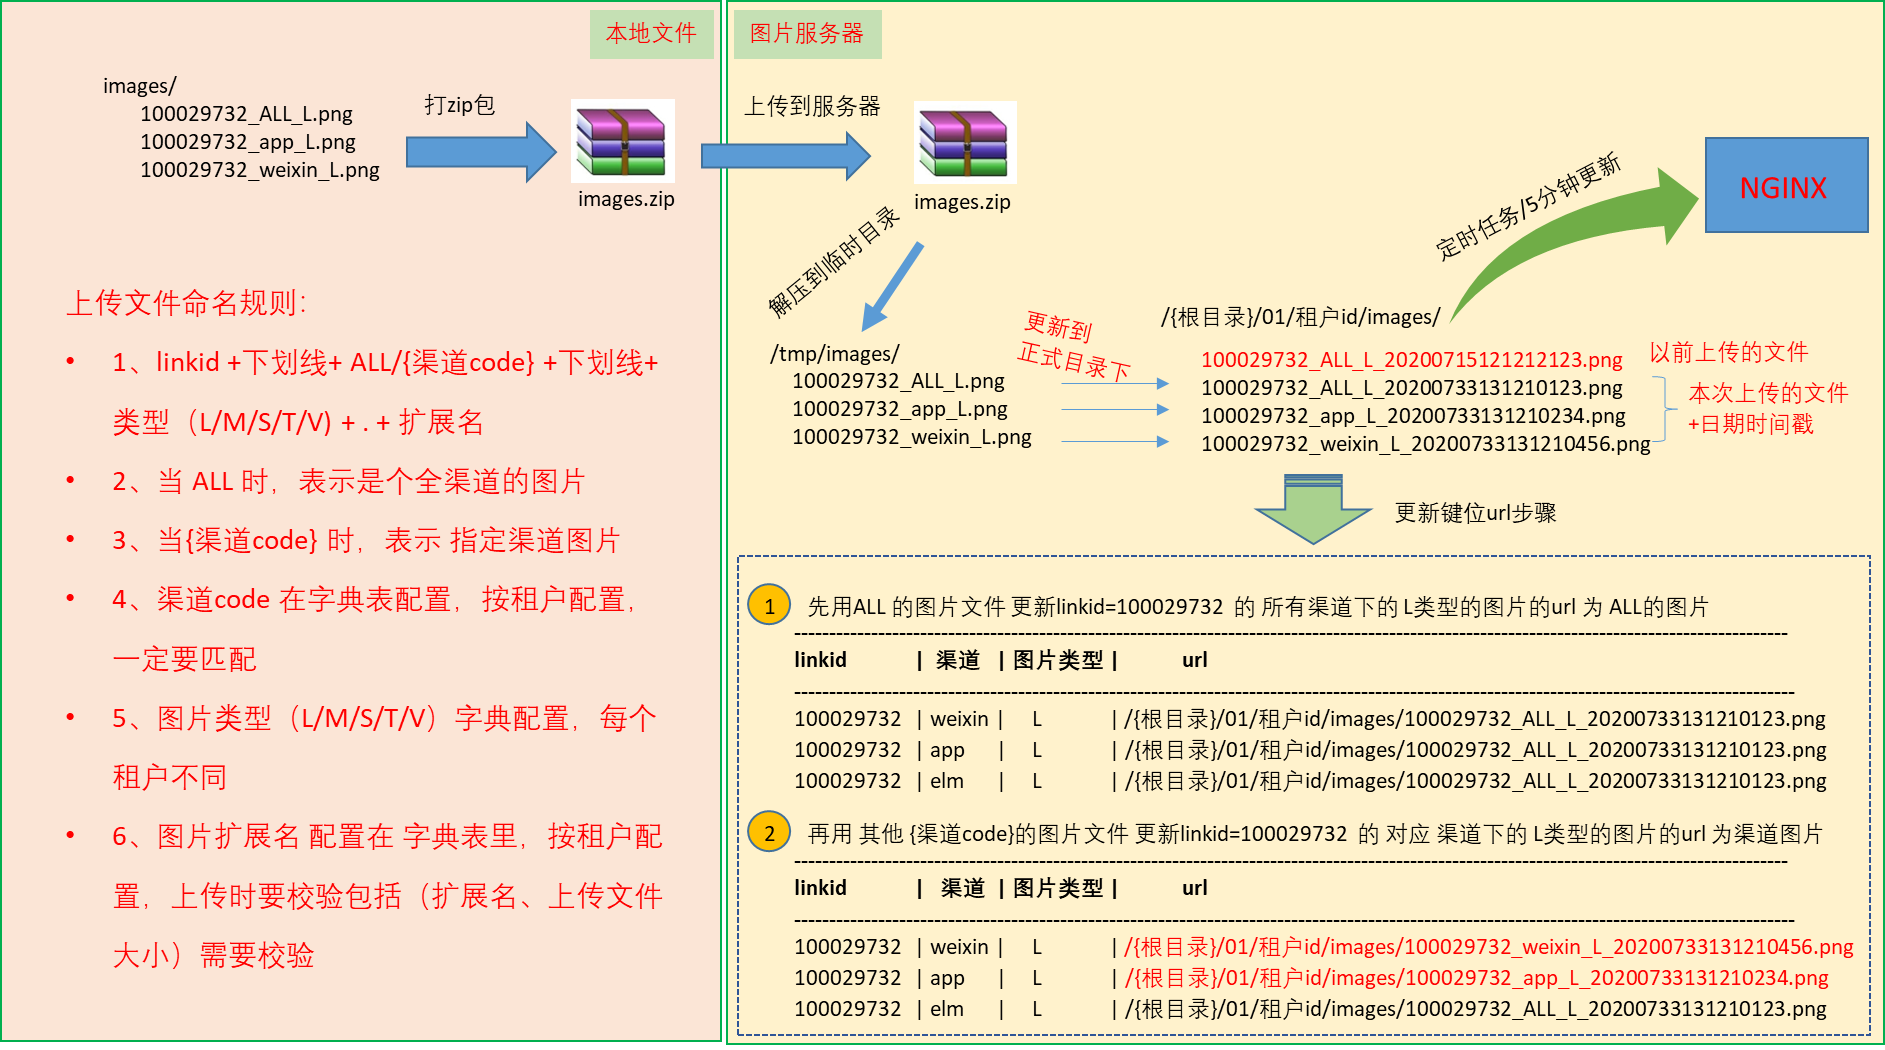 本地文件
images/
100029732_ALL_L.png
100029732_app_L.png
100029732_weixin_L.png
打zip包
images.zip
上传文件命名规则:
• 1、linkid +下划线+ ALL/{渠道code} +下划线+
类型（L/M/S/T/V) + . + 扩展名
• 2、当 ALL 时，表示是个全渠道的图片
• 3、当{渠道code} 时，表示 指定渠道图片
• 4、渠道code 在字典表配置，按租户配置，
一定要匹配
• 5、图片类型（L/M/S/T/V）字典配置，每个
租户不同
• 6、图片扩展名 配置在 字典表里，按租户配
置，上传时要校验包括（扩展名、上传文件
大小）需要校验
图片服务器
上传到服务器
images.zip
解压到临时目录
/tmp/images/
100029732_ALL_L.png
100029732_app_L.png
100029732_weixin_L.png
更新到
正式目录下
定时任务/5分钟更新
NGINX
/{根目录}/01/租户id/images/
100029732_ALL_L_20200715121212123.png
100029732_ALL_L_20200733131210123.png
100029732_app_L_20200733131210234.png
100029732_weixin_L_20200733131210456.png
以前上传的文件
本次上传的文件
+日期时间戳
更新键位url步骤
1 先用ALL 的图片文件 更新linkid=100029732 的 所有渠道下的 L类型的图片的url 为 ALL的图片
linkid | 渠道 | 图片类型 | url
100029732 | weixin | L | /{根目录}/01/租户id/images/100029732_ALL_L_20200733131210123.png
100029732 | app | L | /{根目录}/01/租户id/images/100029732_ALL_L_20200733131210123.png
100029732 | elm | L | /{根目录}/01/租户id/images/100029732_ALL_L_20200733131210123.png
2 再用 其他 {渠道code}的图片文件 更新linkid=100029732 的 对应 渠道下的 L类型的图片的url 为渠道图片
linkid | 渠道 | 图片类型 | url
100029732 | weixin | L | /{根目录}/01/租户id/images/100029732_weixin_L_20200733131210456.png
100029732 | app | L | /{根目录}/01/租户id/images/100029732_app_L_20200733131210234.png
100029732 | elm | L | /{根目录}/01/租户id/images/100029732_ALL_L_20200733131210123.png